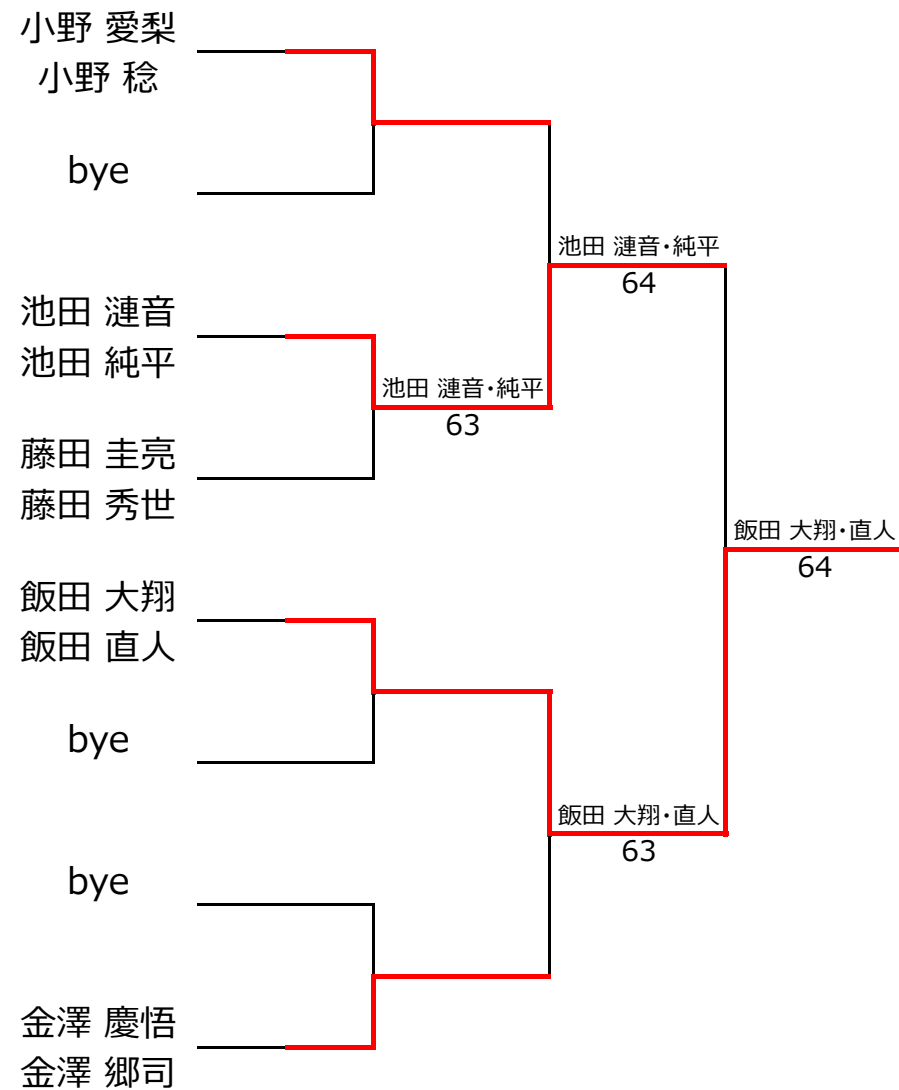 小野 愛梨
小野 稔
bye
池田 漣音・純平
64
池田 漣音
池田 純平
池田 漣音・純平
63
藤田 圭亮
藤田 秀世
飯田 大翔・直人
64
飯田 大翔
飯田 直人
bye
飯田 大翔・直人
63
bye
金澤 慶悟
金澤 郷司